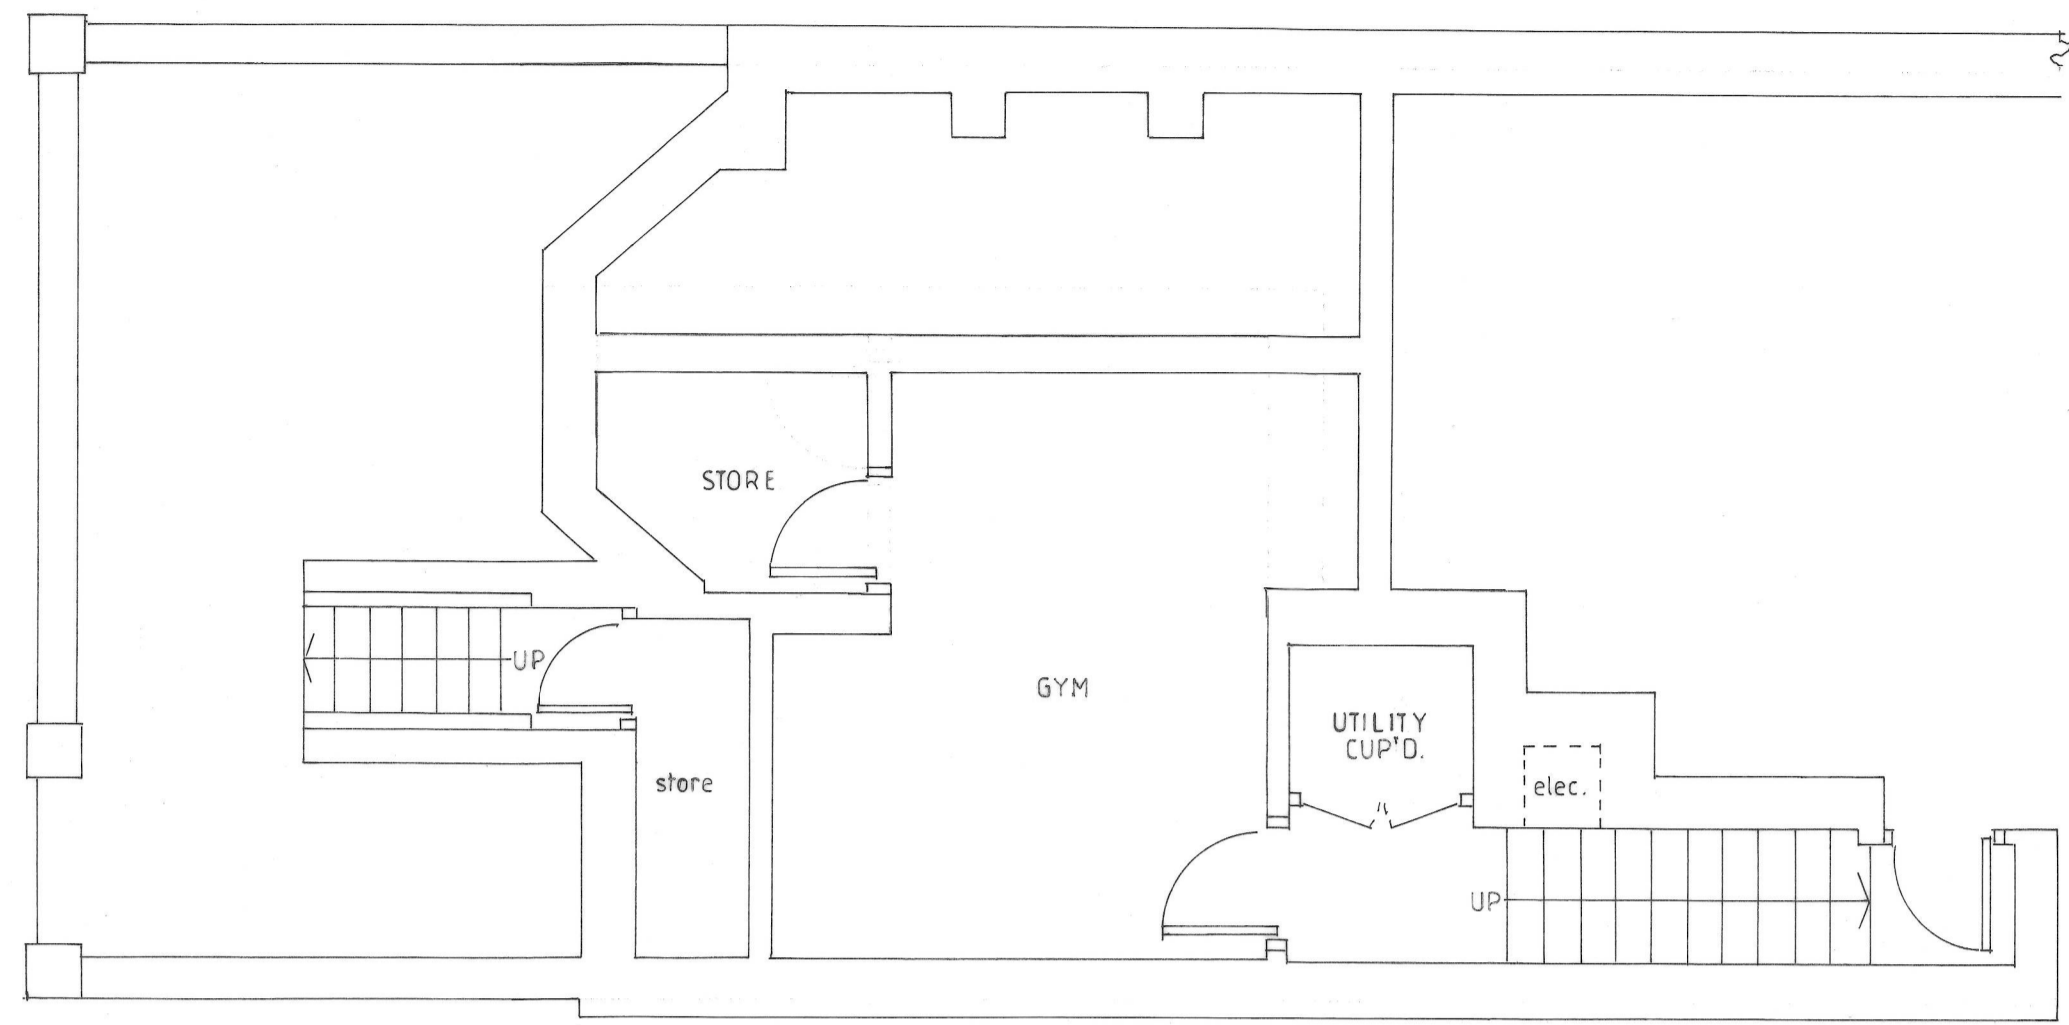 STORE
UP
GYM
UTILITY
CUP'D.
store
elec.
UP